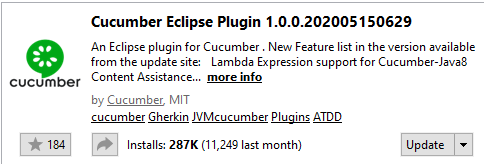 Cucumber Eclipse Plugin 1.0.0.202005150629
An Eclipse plugin for Cucumber . New Feature list in the version available
from the update site:   Lambda Expression support for Cucumber-Java8
Content Assistance... more info
cucumber
by Cucumber, MIT
cucumber Gherkin JVMcucumber Plugins ATDD
184 Installs: 287K (11,249 last month) Update